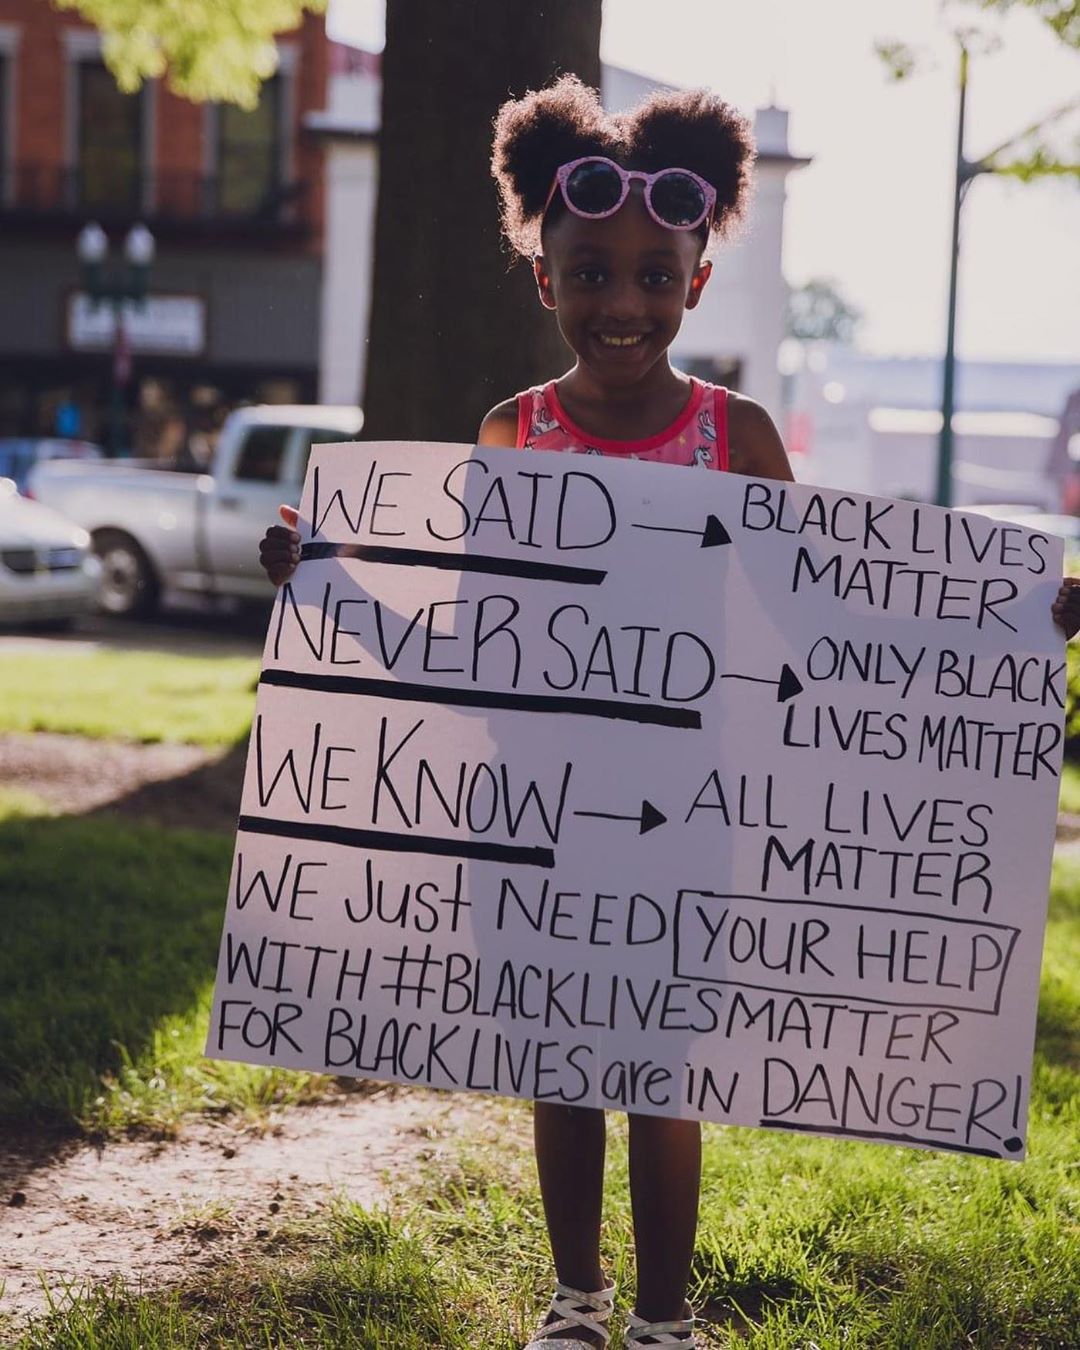 WE SAID → BLACK LIVES
MATTER
NEVER SAID → ONLY BLACK
LIVES MATTER
WE KNOW → ALL LIVES
MATTER
WE Just NEED YOUR HELP
WITH #BLACKLIVESMATTER
FOR BLACK LIVES are iN DANGER!